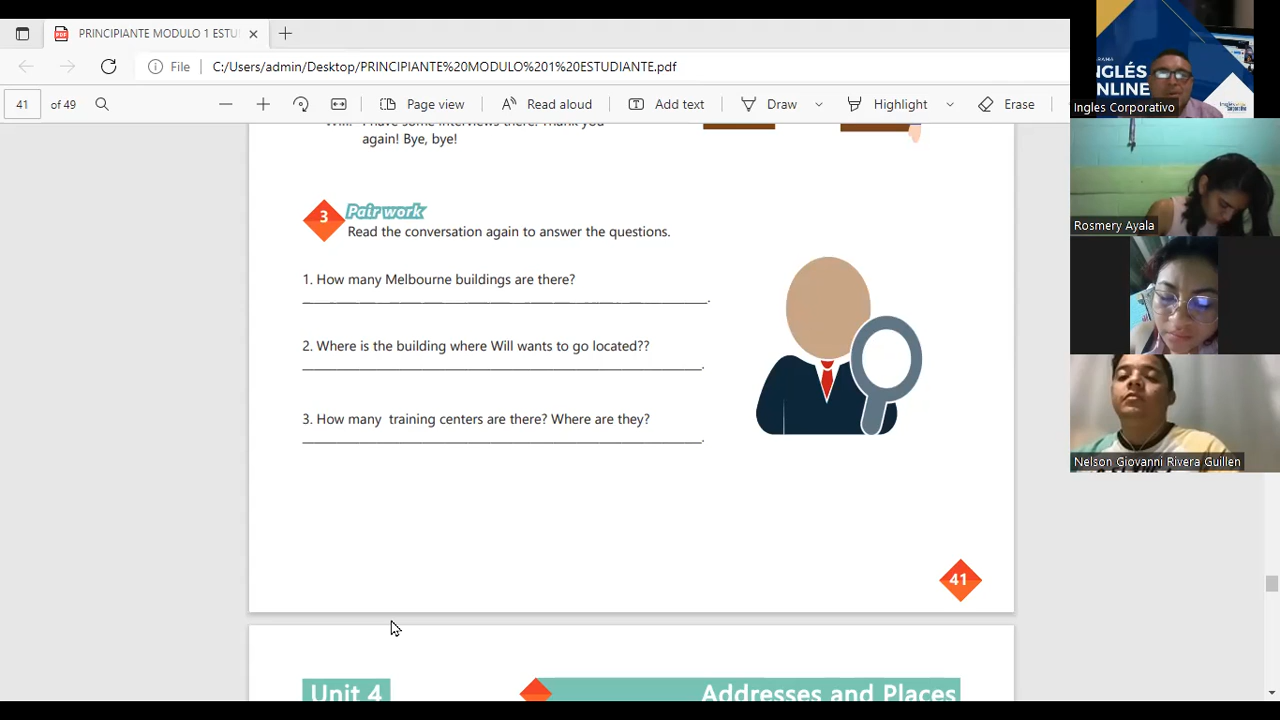 PRINCIPIANTE MODULO 1 ESTU
File C:/Users/admin/Desktop/PRINCIPIANTE%20MODULO%201%20ESTUDIANTE.pdf
41 of 49 Page view Read aloud Add text Draw Highlight Erase
again! Bye, bye!
3 Pair work
Read the conversation again to answer the questions.
1. How many Melbourne buildings are there?
2. Where is the building where Will wants to go located??
3. How many training centers are there? Where are they?
41
Unit 4 Addresses and Places
INGLÉS
ONLINE
Ingles Corporativo
Rosmery Ayala
Nelson Giovanni Rivera Guillen